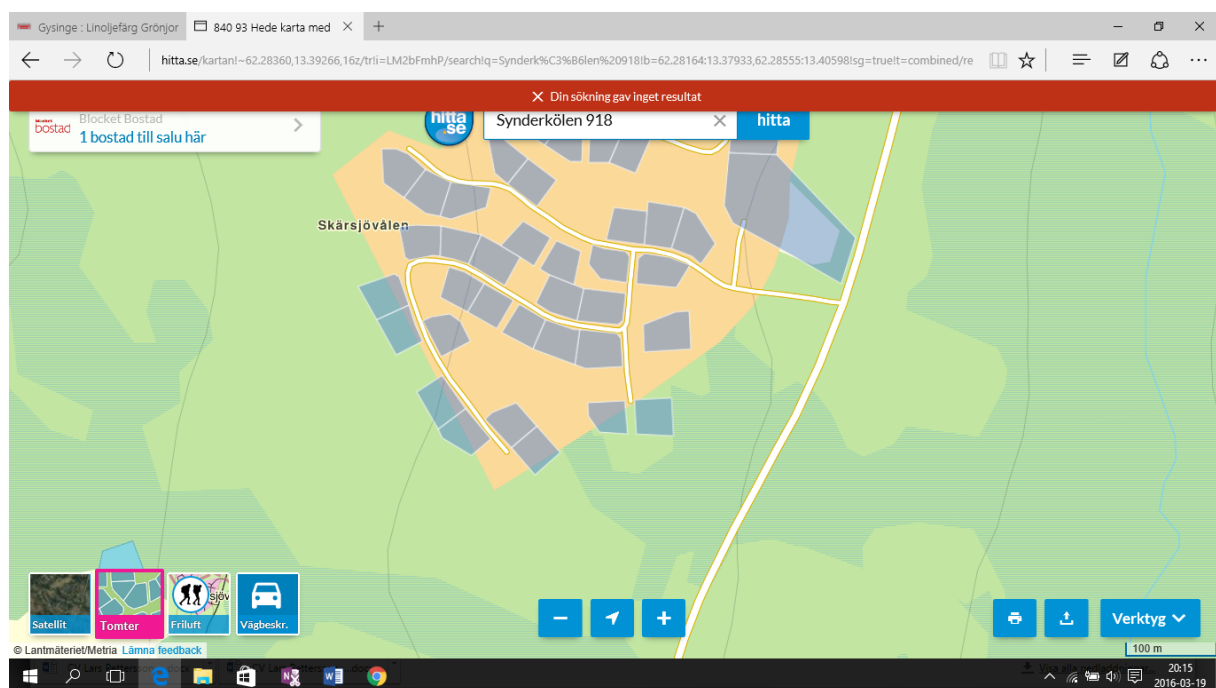 Gysinge : Linoljefärg Grönjor
840 93 Hede karta med
hitta.se/kartan!~62.28360,13.39266,16z/tr!i=LM2bFmhP/search!q=Synderk%C3%B6len%20918!b=62.28164:13.37933,62.28555:13.40598!sg=true!t=combined/re
Din sökning gav inget resultat
bostad
Blocket Bostad
1 bostad till salu här
hitta
se
Synderkölen 918
hitta
Skärsjövålen
sjöv
Satellit
Tomter
Friluft
Vägbeskr.
Verktyg
© Lantmäteriet/Metria Lämna feedback
100 m
20:15
2016-03-19